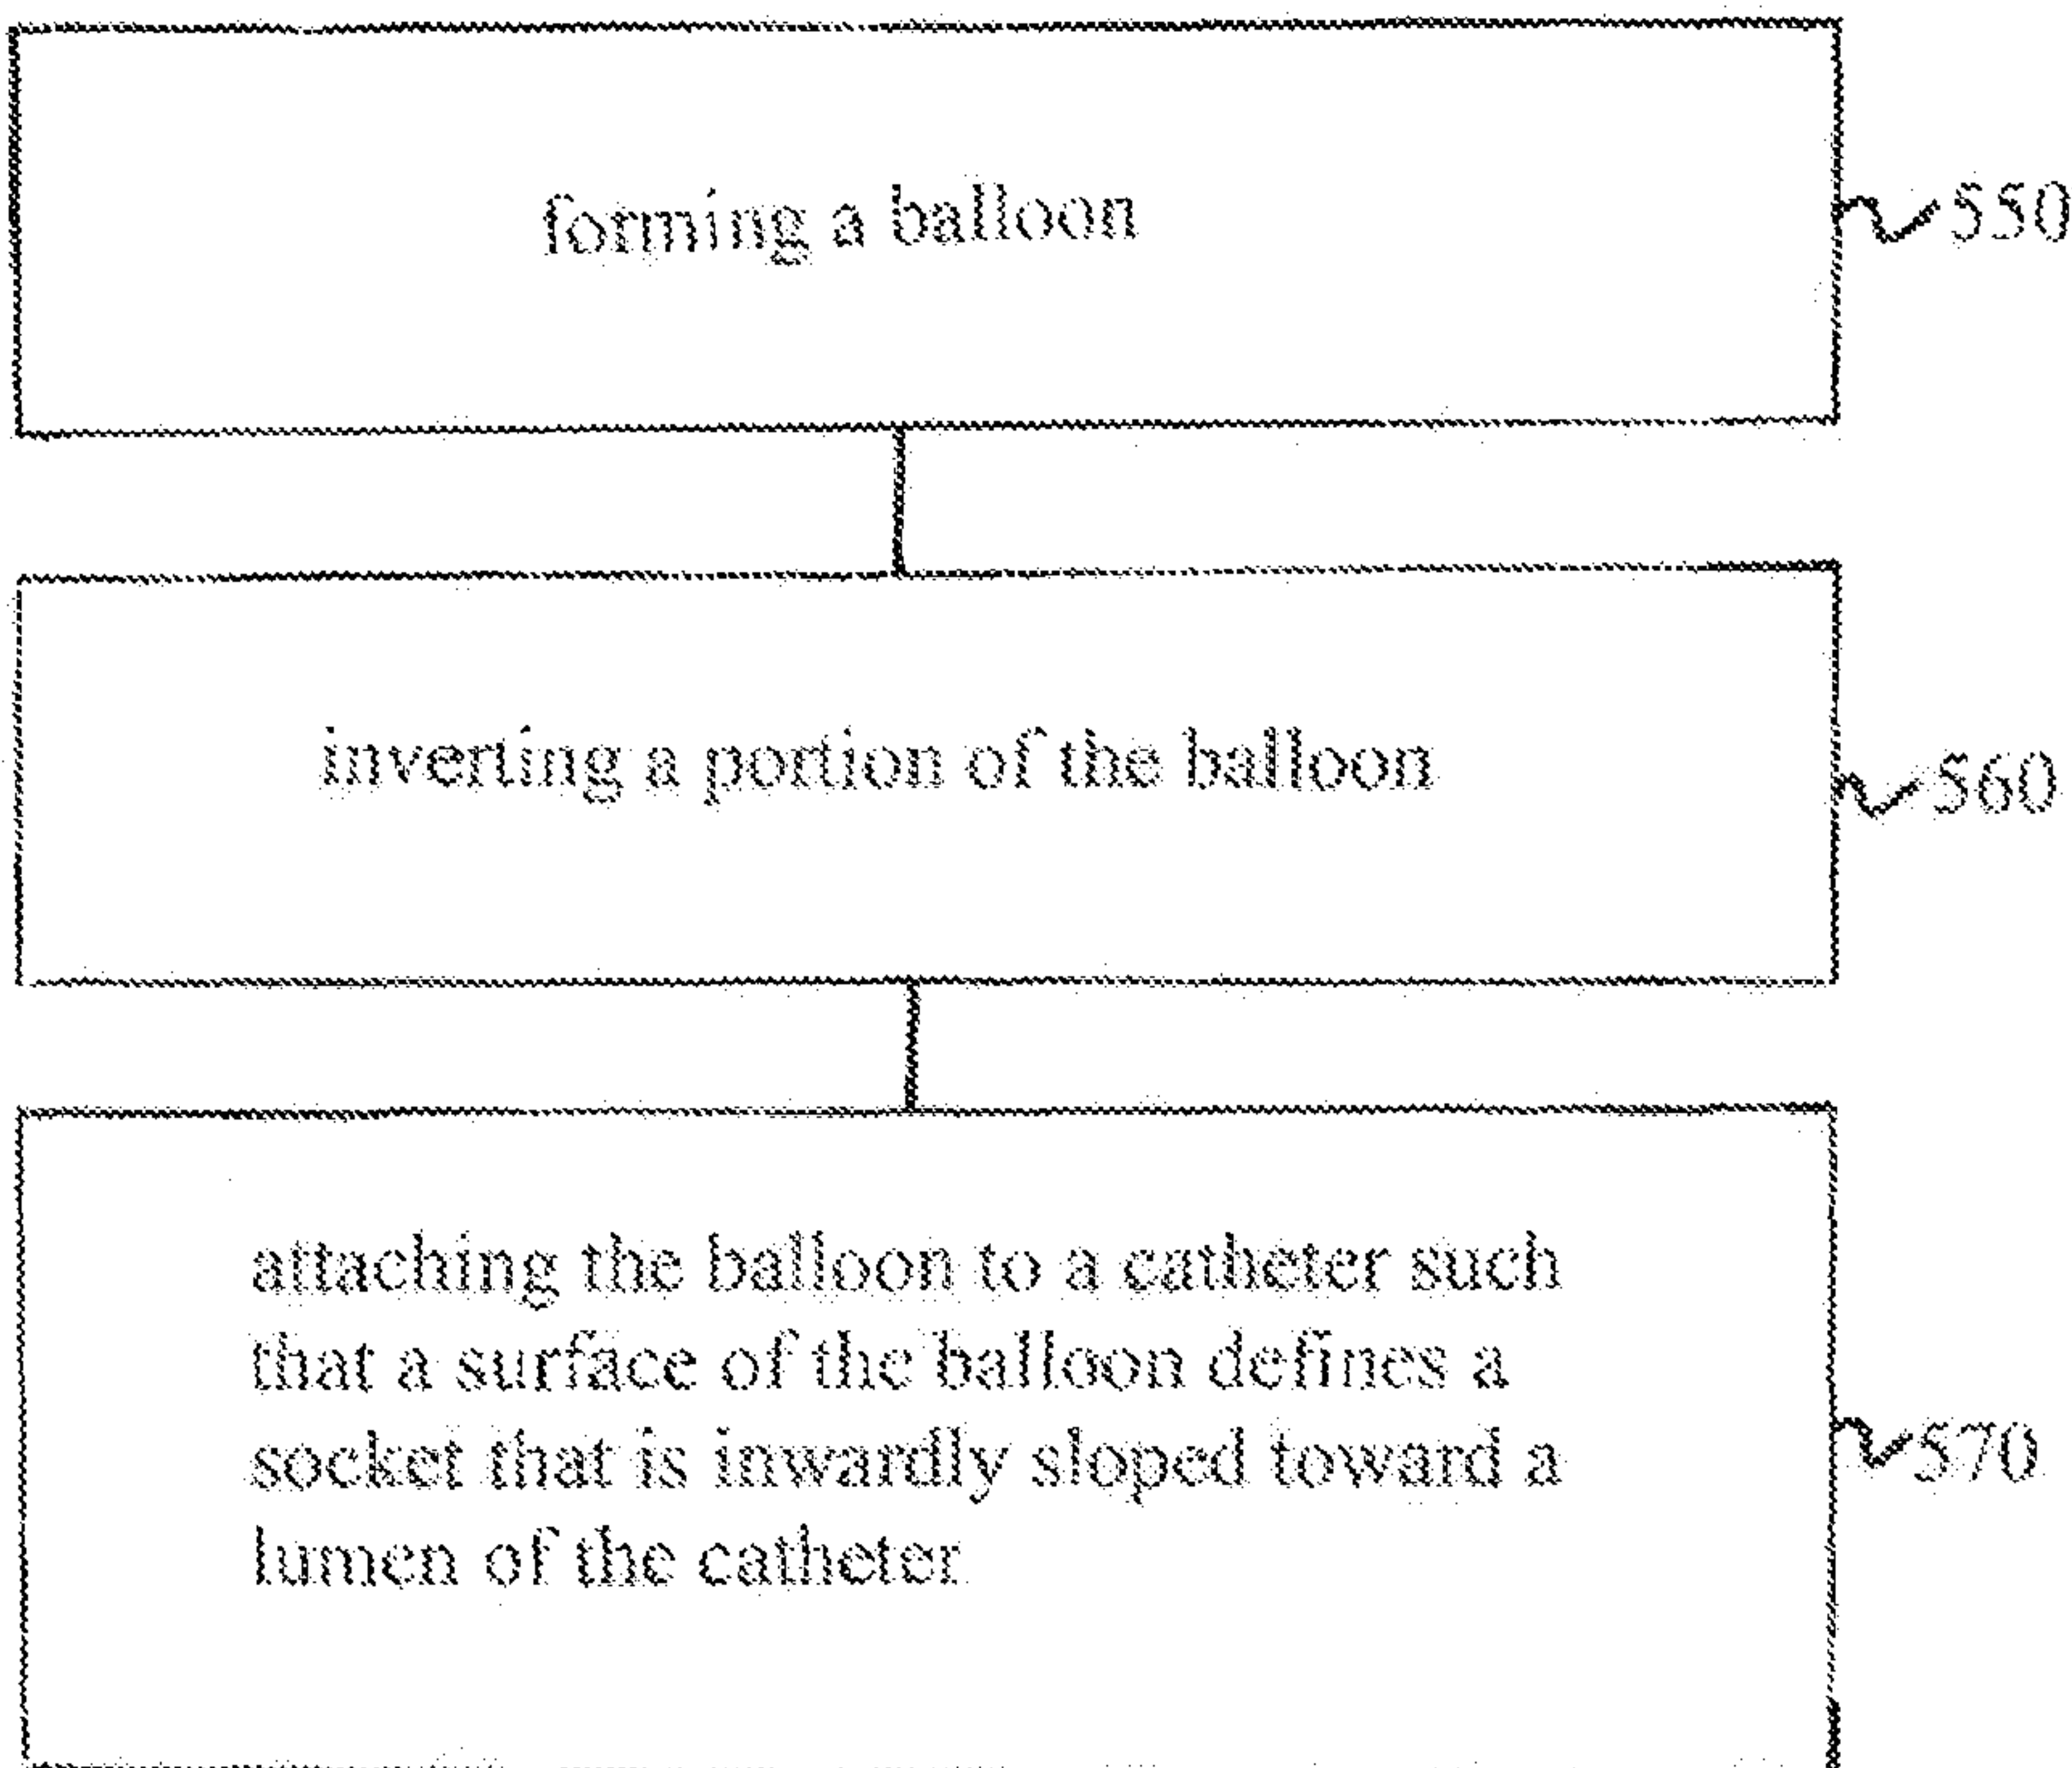 forming a balloon
550
inverting a portion of the balloon
560
attaching the balloon to a catheter such
that a surface of the balloon defines a
socket that is inwardly sloped toward a
lumen of the catheter
570